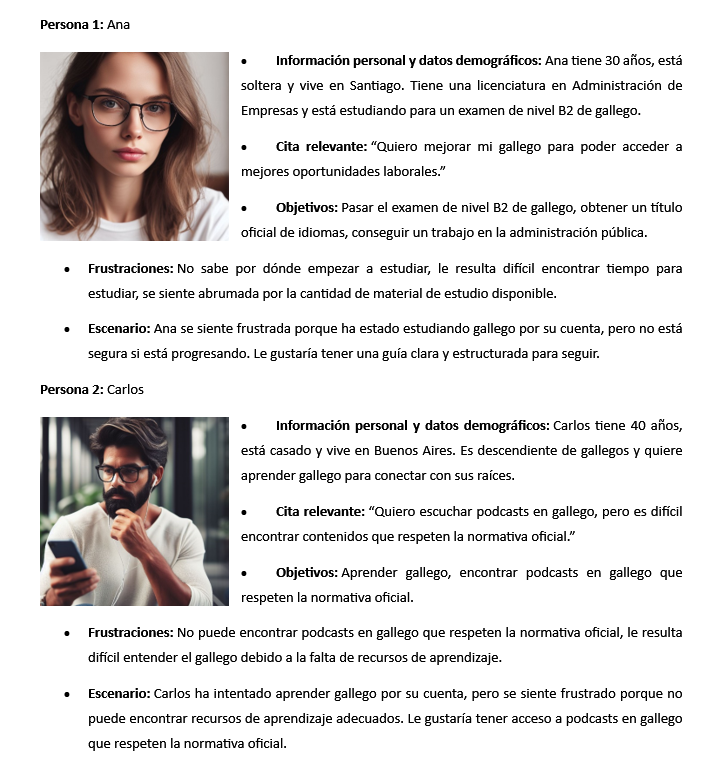 Persona 1: Ana
• Información personal y datos demográficos: Ana tiene 30 años, está
soltera y vive en Santiago. Tiene una licenciatura en Administración de
Empresas y está estudiando para un examen de nivel B2 de gallego.
• Cita relevante: “Quiero mejorar mi gallego para poder acceder a
mejores oportunidades laborales.”
• Objetivos: Pasar el examen de nivel B2 de gallego, obtener un título
oficial de idiomas, conseguir un trabajo en la administración pública.
• Frustraciones: No sabe por dónde empezar a estudiar, le resulta difícil encontrar tiempo para
estudiar, se siente abrumada por la cantidad de material de estudio disponible.
• Escenario: Ana se siente frustrada porque ha estado estudiando gallego por su cuenta, pero no está
segura si está progresando. Le gustaría tener una guía clara y estructurada para seguir.
Persona 2: Carlos
• Información personal y datos demográficos: Carlos tiene 40 años,
está casado y vive en Buenos Aires. Es descendiente de gallegos y quiere
aprender gallego para conectar con sus raíces.
• Cita relevante: “Quiero escuchar podcasts en gallego, pero es difícil
encontrar contenidos que respeten la normativa oficial.”
• Objetivos: Aprender gallego, encontrar podcasts en gallego que
respeten la normativa oficial.
• Frustraciones: No puede encontrar podcasts en gallego que respeten la normativa oficial, le resulta
difícil entender el gallego debido a la falta de recursos de aprendizaje.
• Escenario: Carlos ha intentado aprender gallego por su cuenta, pero se siente frustrado porque no
puede encontrar recursos de aprendizaje adecuados. Le gustaría tener acceso a podcasts en gallego
que respeten la normativa oficial.